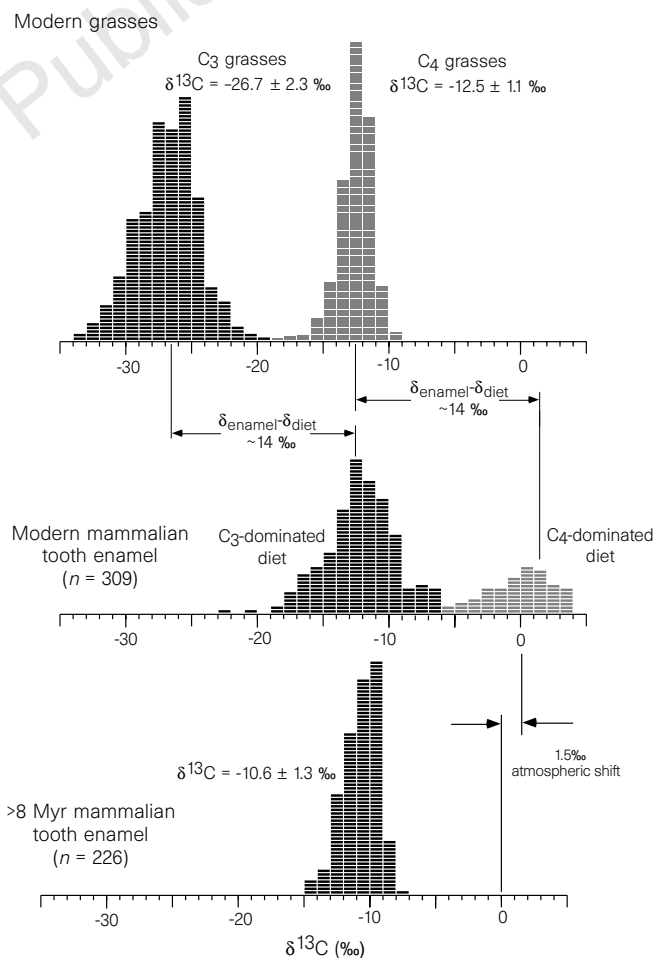 Public
Modern grasses
C3 grasses
δ13C = -26.7 ± 2.3 ‰
C4 grasses
δ13C = -12.5 ± 1.1 ‰
-30
-20
-10
0
δenamel-δdiet
~14 ‰
δenamel-δdiet
~14 ‰
Modern mammalian
tooth enamel
(n = 309)
C3-dominated
diet
C4-dominated
diet
-30
-20
-10
0
1.5‰
atmospheric shift
δ13C = -10.6 ± 1.3 ‰
>8 Myr mammalian
tooth enamel
(n = 226)
-30
-20
-10
0
δ13C (‰)